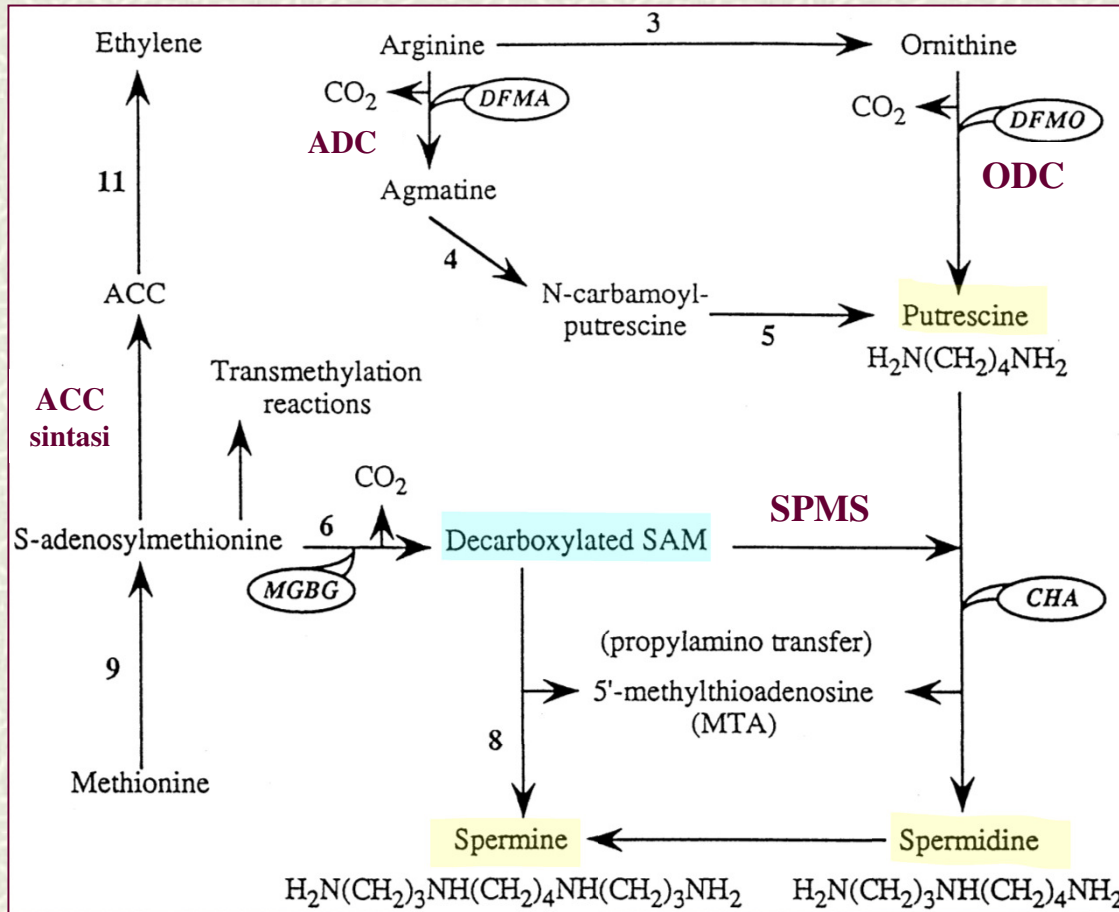 Ethylene
Arginine
3
Ornithine
CO2
DFMA
CO2
DFMO
ADC
ODC
11
Agmatine
4
ACC
N-carbamoyl-
putrescine
5
Putrescine
H2N(CH2)4NH2
Transmethylation
reactions
ACC
sintasi
CO2
6
SPMS
S-adenosylmethionine
Decarboxylated SAM
MGBG
CHA
(propylamino transfer)
9
5'-methylthioadenosine
(MTA)
8
Methionine
Spermine
Spermidine
H2N(CH2)3NH(CH2)4NH(CH2)3NH2
H2N(CH2)3NH(CH2)4NH2